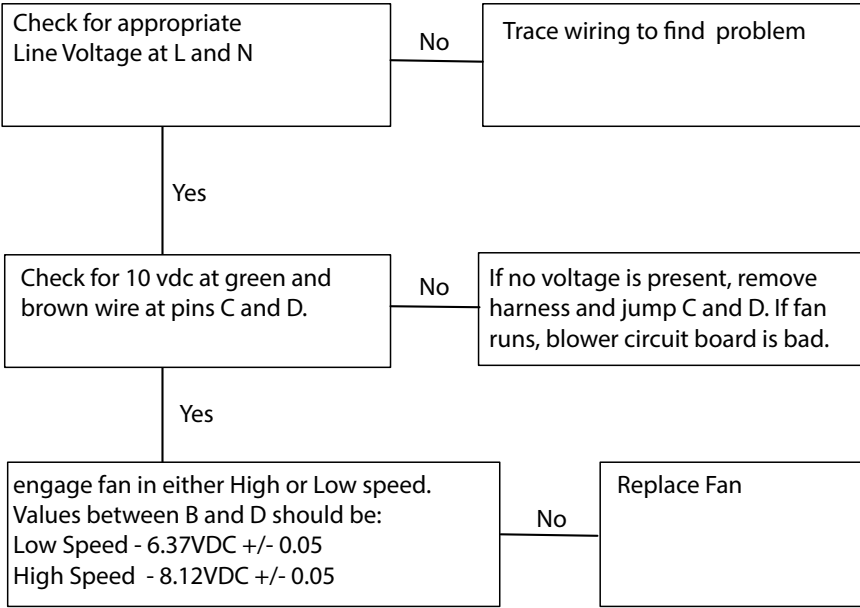 Check for appropriate
Line Voltage at L and N
No
Trace wiring to find problem
Yes
Check for 10 vdc at green and
brown wire at pins C and D.
No
If no voltage is present, remove
harness and jump C and D. If fan
runs, blower circuit board is bad.
Yes
engage fan in either High or Low speed.
Values between B and D should be:
Low Speed - 6.37VDC +/- 0.05
High Speed - 8.12VDC +/- 0.05
No
Replace Fan